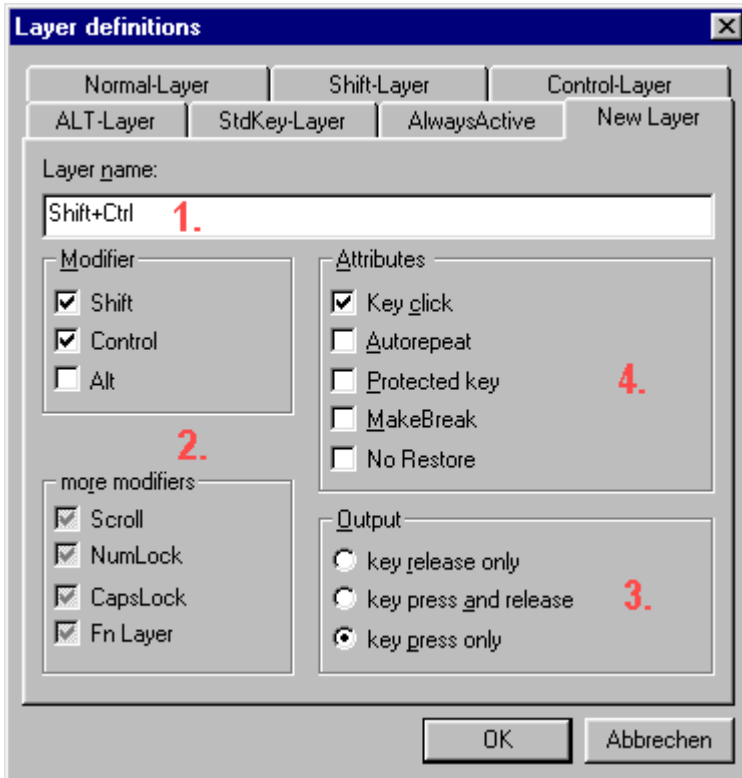 Layer definitions
Normal-Layer Shift-Layer Control-Layer
ALT-Layer StdKey-Layer AlwaysActive New Layer
Layer name:
Shift+Ctrl 1.
Modifier
Shift
Control
Alt
2.
more modifiers
Scroll
NumLock
CapsLock
Fn Layer
Attributes
Key click
Autorepeat
Protected key
4.
MakeBreak
No Restore
Output
key release only
key press and release
3.
key press only
OK Abbrechen